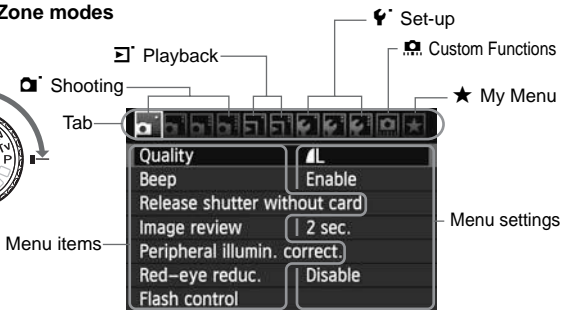 Zone modes
Set-up
Playback
Custom Functions
Shooting
My Menu
Tab
Quality L
Beep Enable
Release shutter without card
Image review 2 sec.
Menu settings
Menu items
Peripheral illumin. correct.
Red-eye reduc. Disable
Flash control
TV
P